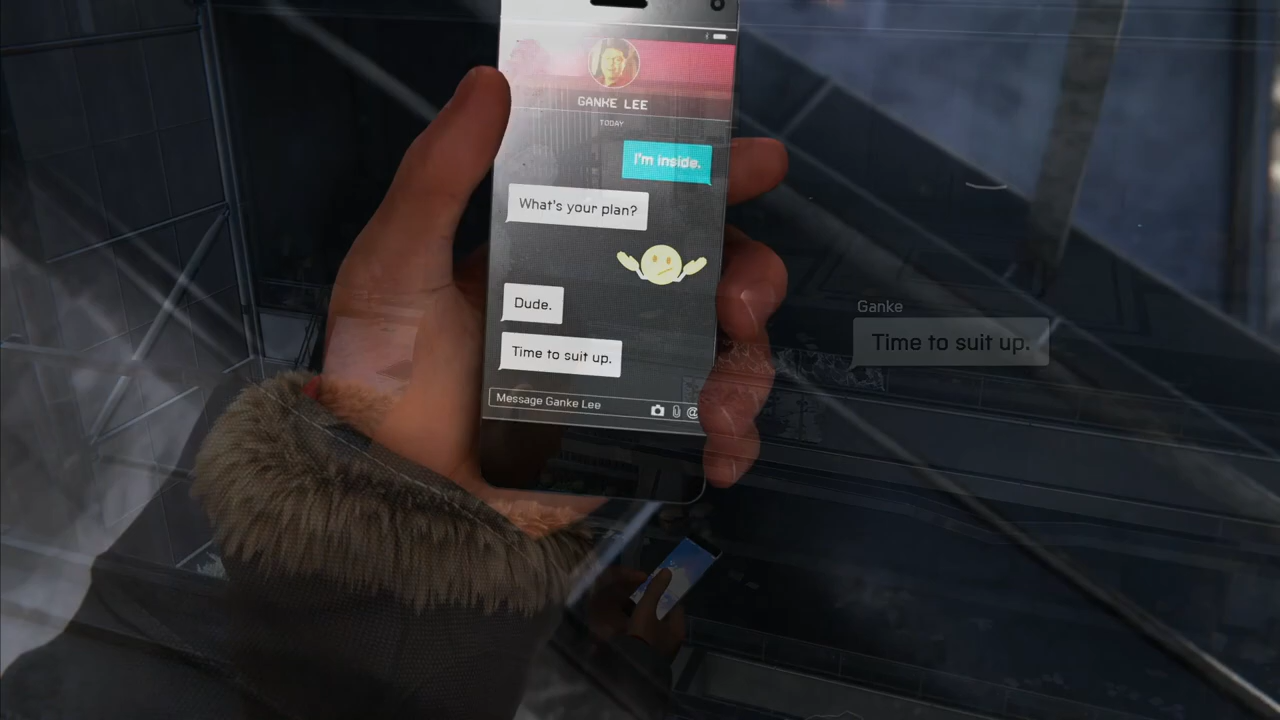 GANKE LEE
TODAY
I'm inside.
What's your plan?
Dude.
Time to suit up.
Message Ganke Lee
Ganke
Time to suit up.